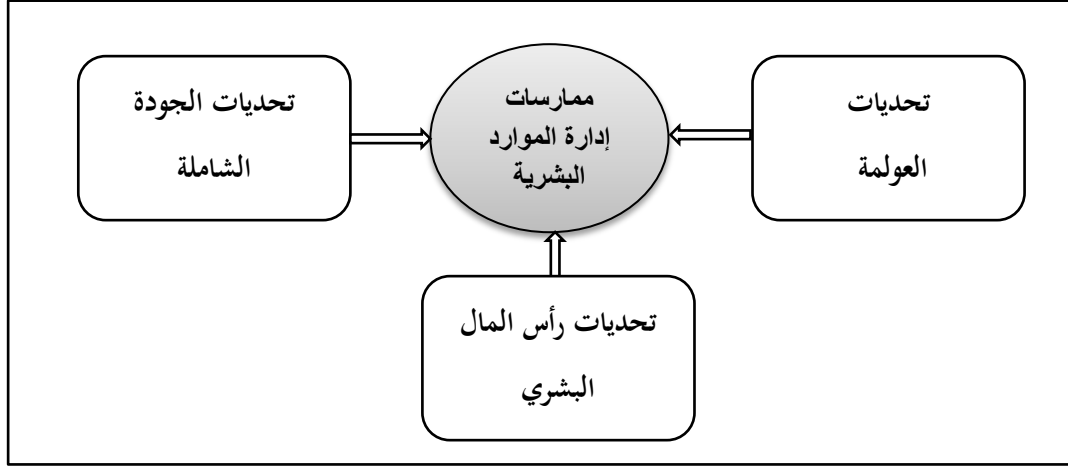 تحديات
العولمة
ممارسات
إدارة الموارد
البشرية
تحديات الجودة
الشاملة
تحديات رأس المال
البشري